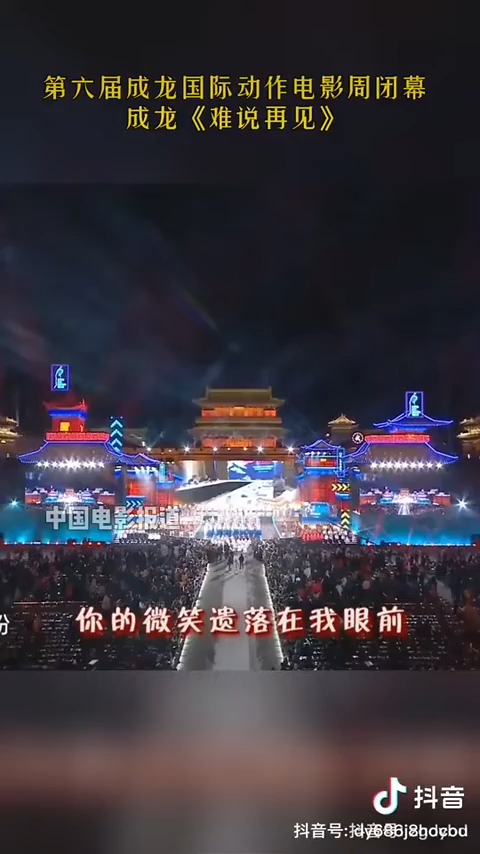 第六届成龙国际动作电影周闭幕
成龙《难说再见》
中国电影报道
份
你的微笑遗落在我眼前
抖音